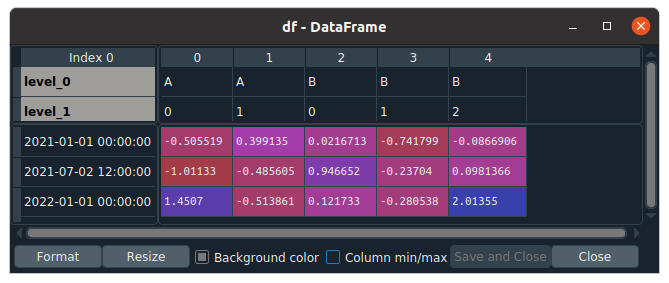 df - DataFrame
Index 0 0 1 2 3 4
level_0 A A B B B
level_1 0 1 0 1 2
2021-01-01 00:00:00 -0.505519 0.399135 0.0216713 -0.741799 -0.0866906
2021-07-02 12:00:00 -1.01133 -0.485605 0.946652 -0.23704 0.0981366
2022-01-01 00:00:00 1.4507 -0.513861 0.121733 -0.280538 2.01355
Format Resize Background color Column min/max Save and Close Close